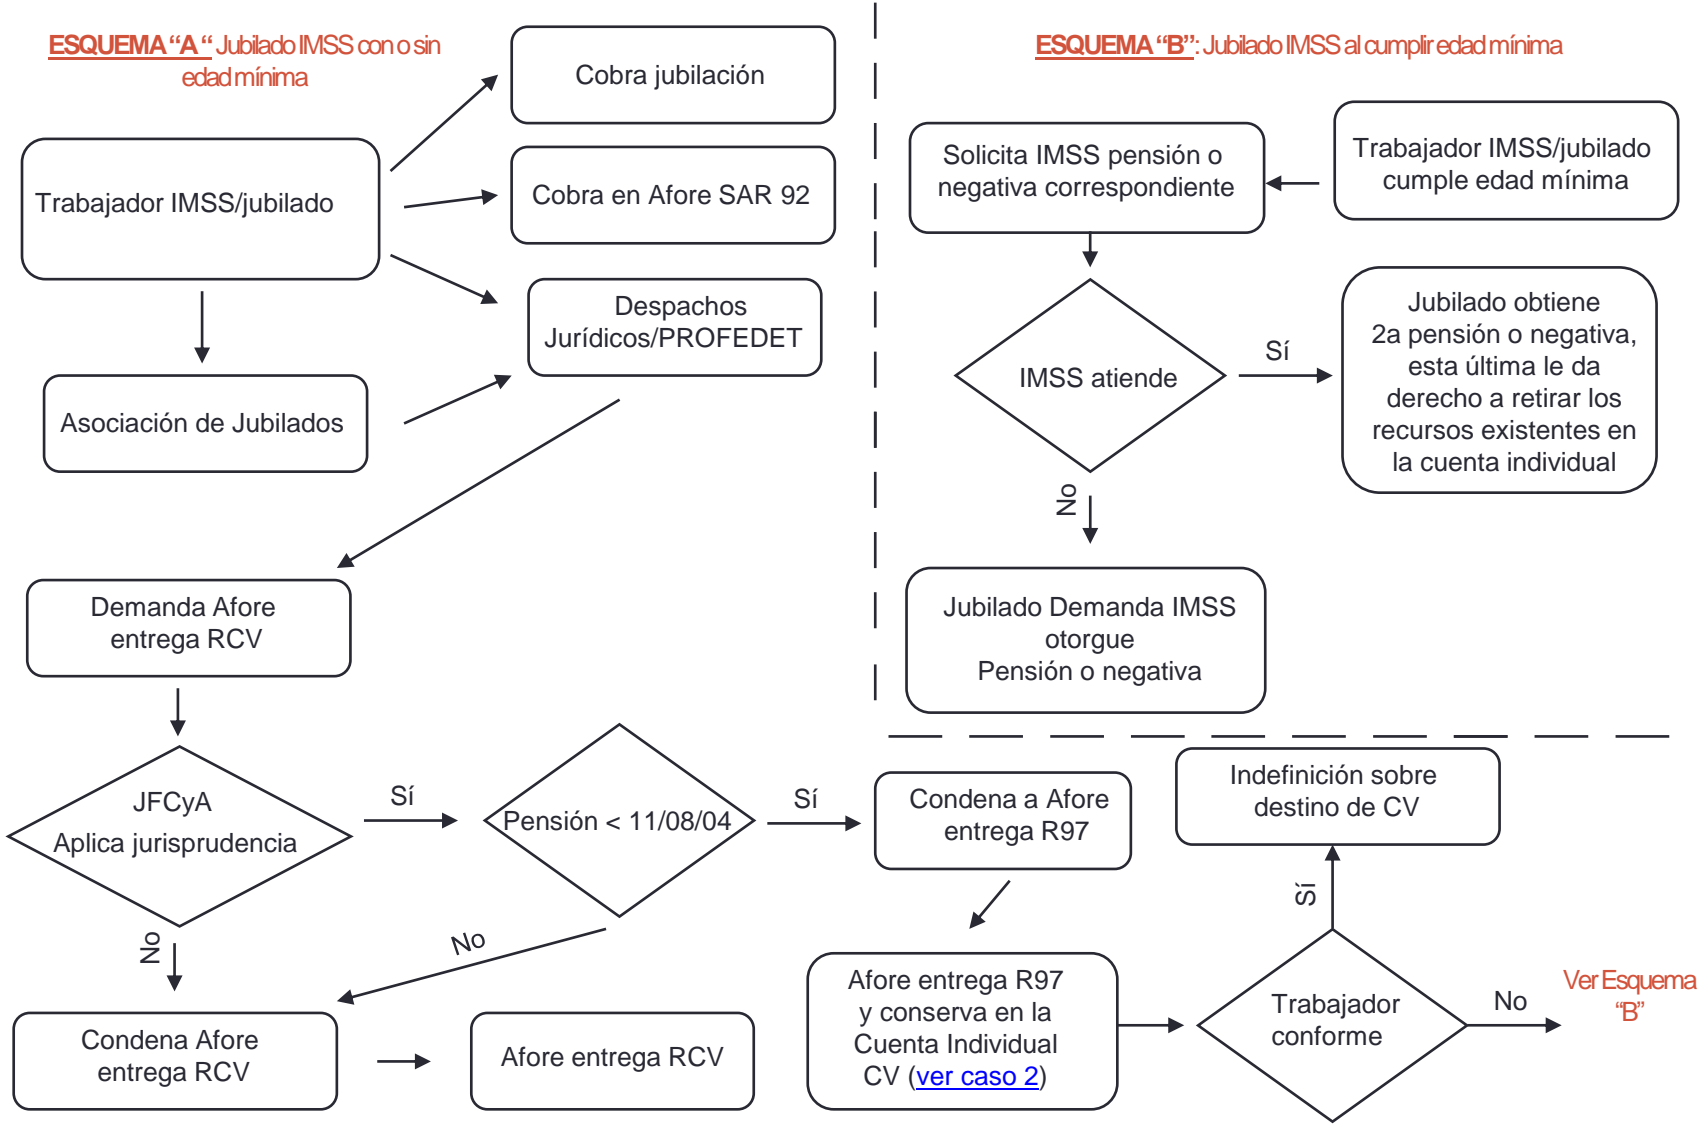 ESQUEMA “A “ Jubilado IMSS con o sin
edad mínima
Cobra jubilación
Trabajador IMSS/jubilado
Cobra en Afore SAR 92
Despachos
Jurídicos/PROFEDET
Asociación de Jubilados
Demanda Afore
entrega RCV
JFCyA
Aplica jurisprudencia
Sí
No
Pensión < 11/08/04
Sí
No
Condena Afore
entrega RCV
Afore entrega RCV
Condena a Afore
entrega R97
Afore entrega R97
y conserva en la
Cuenta Individual
CV (ver caso 2)
Trabajador
conforme
Sí
Indefinición sobre
destino de CV
No
Ver Esquema
“B”
ESQUEMA “B”: Jubilado IMSS al cumplir edad mínima
Trabajador IMSS/jubilado
cumple edad mínima
Solicita IMSS pensión o
negativa correspondiente
IMSS atiende
Sí
Jubilado obtiene
2a pensión o negativa,
esta última le da
derecho a retirar los
recursos existentes en
la cuenta individual
No
Jubilado Demanda IMSS
otorgue
Pensión o negativa